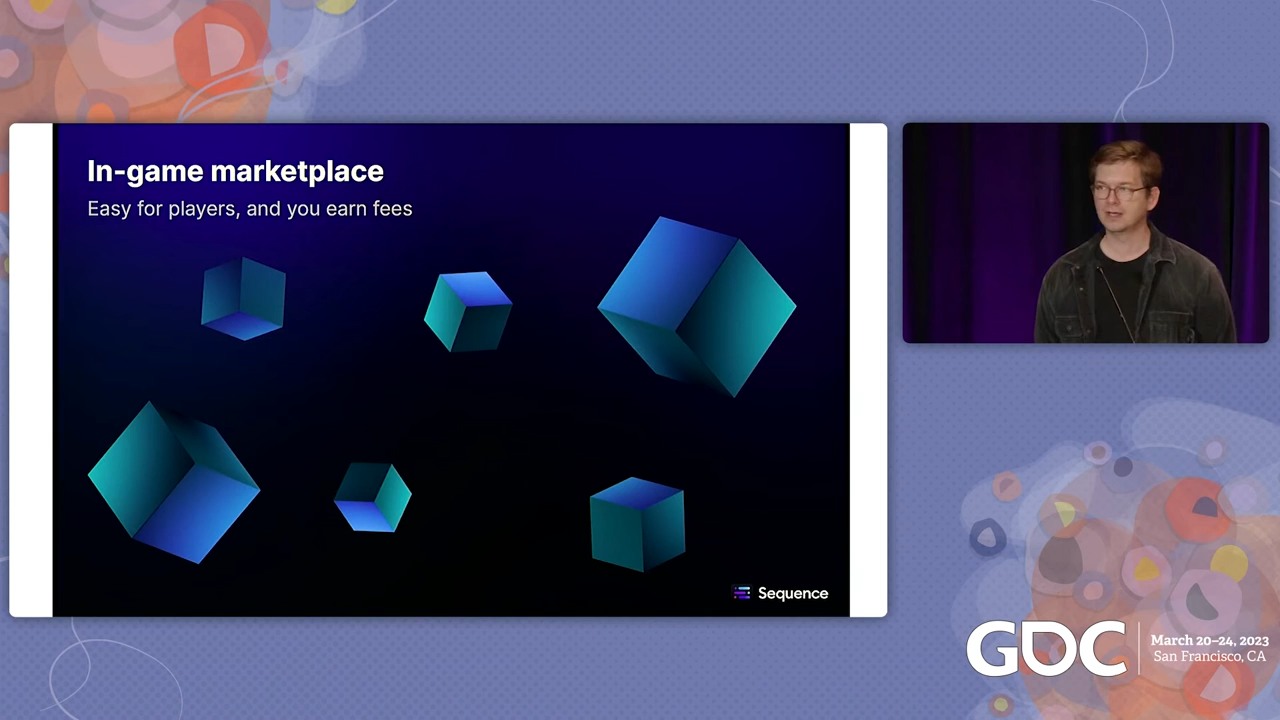 In-game marketplace
Easy for players, and you earn fees
Sequence
GDC
March 20–24, 2023
San Francisco, CA